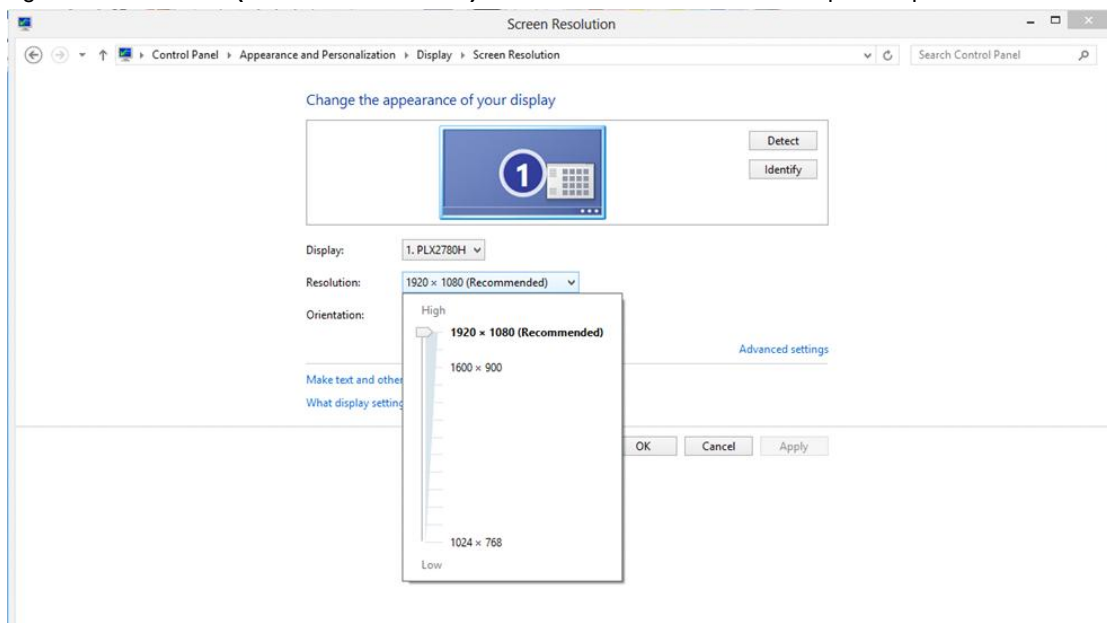 Screen Resolution
Control Panel ▸ Appearance and Personalization ▸ Display ▸ Screen Resolution
Search Control Panel
Change the appearance of your display
1
Detect
Identify
Display: 1. PLX2780H
Resolution: 1920 × 1080 (Recommended)
Orientation:
High
1920 × 1080 (Recommended)
1600 × 900
1024 × 768
Low
Advanced settings
Make text and other
What display setting
OK Cancel Apply